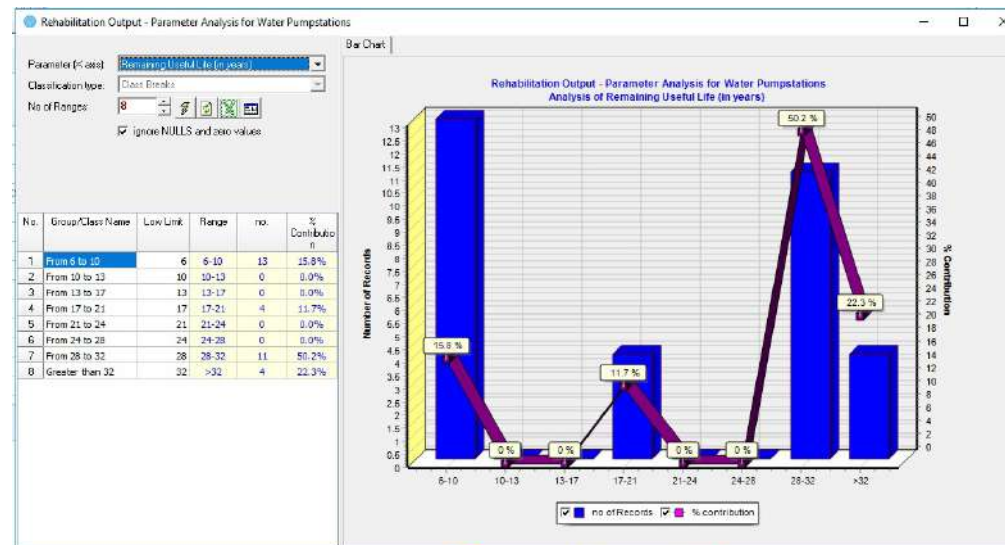 Rehabilitation Output - Parameter Analysis for Water Pumpstations
Parameter (X axis) Remaining Useful Life (in years)
Classification type: Class Breaks
No of Ranges: 8
ignore NULLS and zero values
No. Group/Class Name Low Limit Range no. % Contributio n
1 From 6 to 10 6 6-10 13 15.8%
2 From 10 to 13 10 10-13 0 0.0%
3 From 13 to 17 13 13-17 0 0.0%
4 From 17 to 21 17 17-21 4 11.7%
5 From 21 to 24 21 21-24 0 0.0%
6 From 24 to 28 24 24-28 0 0.0%
7 From 28 to 32 28 28-32 11 50.2%
8 Greater than 32 32 >32 4 22.3%
Bar Chart
Rehabilitation Output - Parameter Analysis for Water Pumpstations
Analysis of Remaining Useful Life (in years)
Number of Records
13
12.5
12
11.5
11
10.5
10
9.5
9
8.5
8
7.5
7
6.5
6
5.5
5
4.5
4
3.5
3
2.5
2
1.5
1
0.5
0
15.8 %
0 %
0 %
11.7 %
0 %
0 %
50.2 %
22.3 %
50
48
46
44
42
40
38
36
34
32
30
28
26
24
22
20
18
16
14
12
10
8
6
4
2
0
% Contribution
6-10 10-13 13-17 17-21 21-24 24-28 28-32 >32
no of Records % contribution